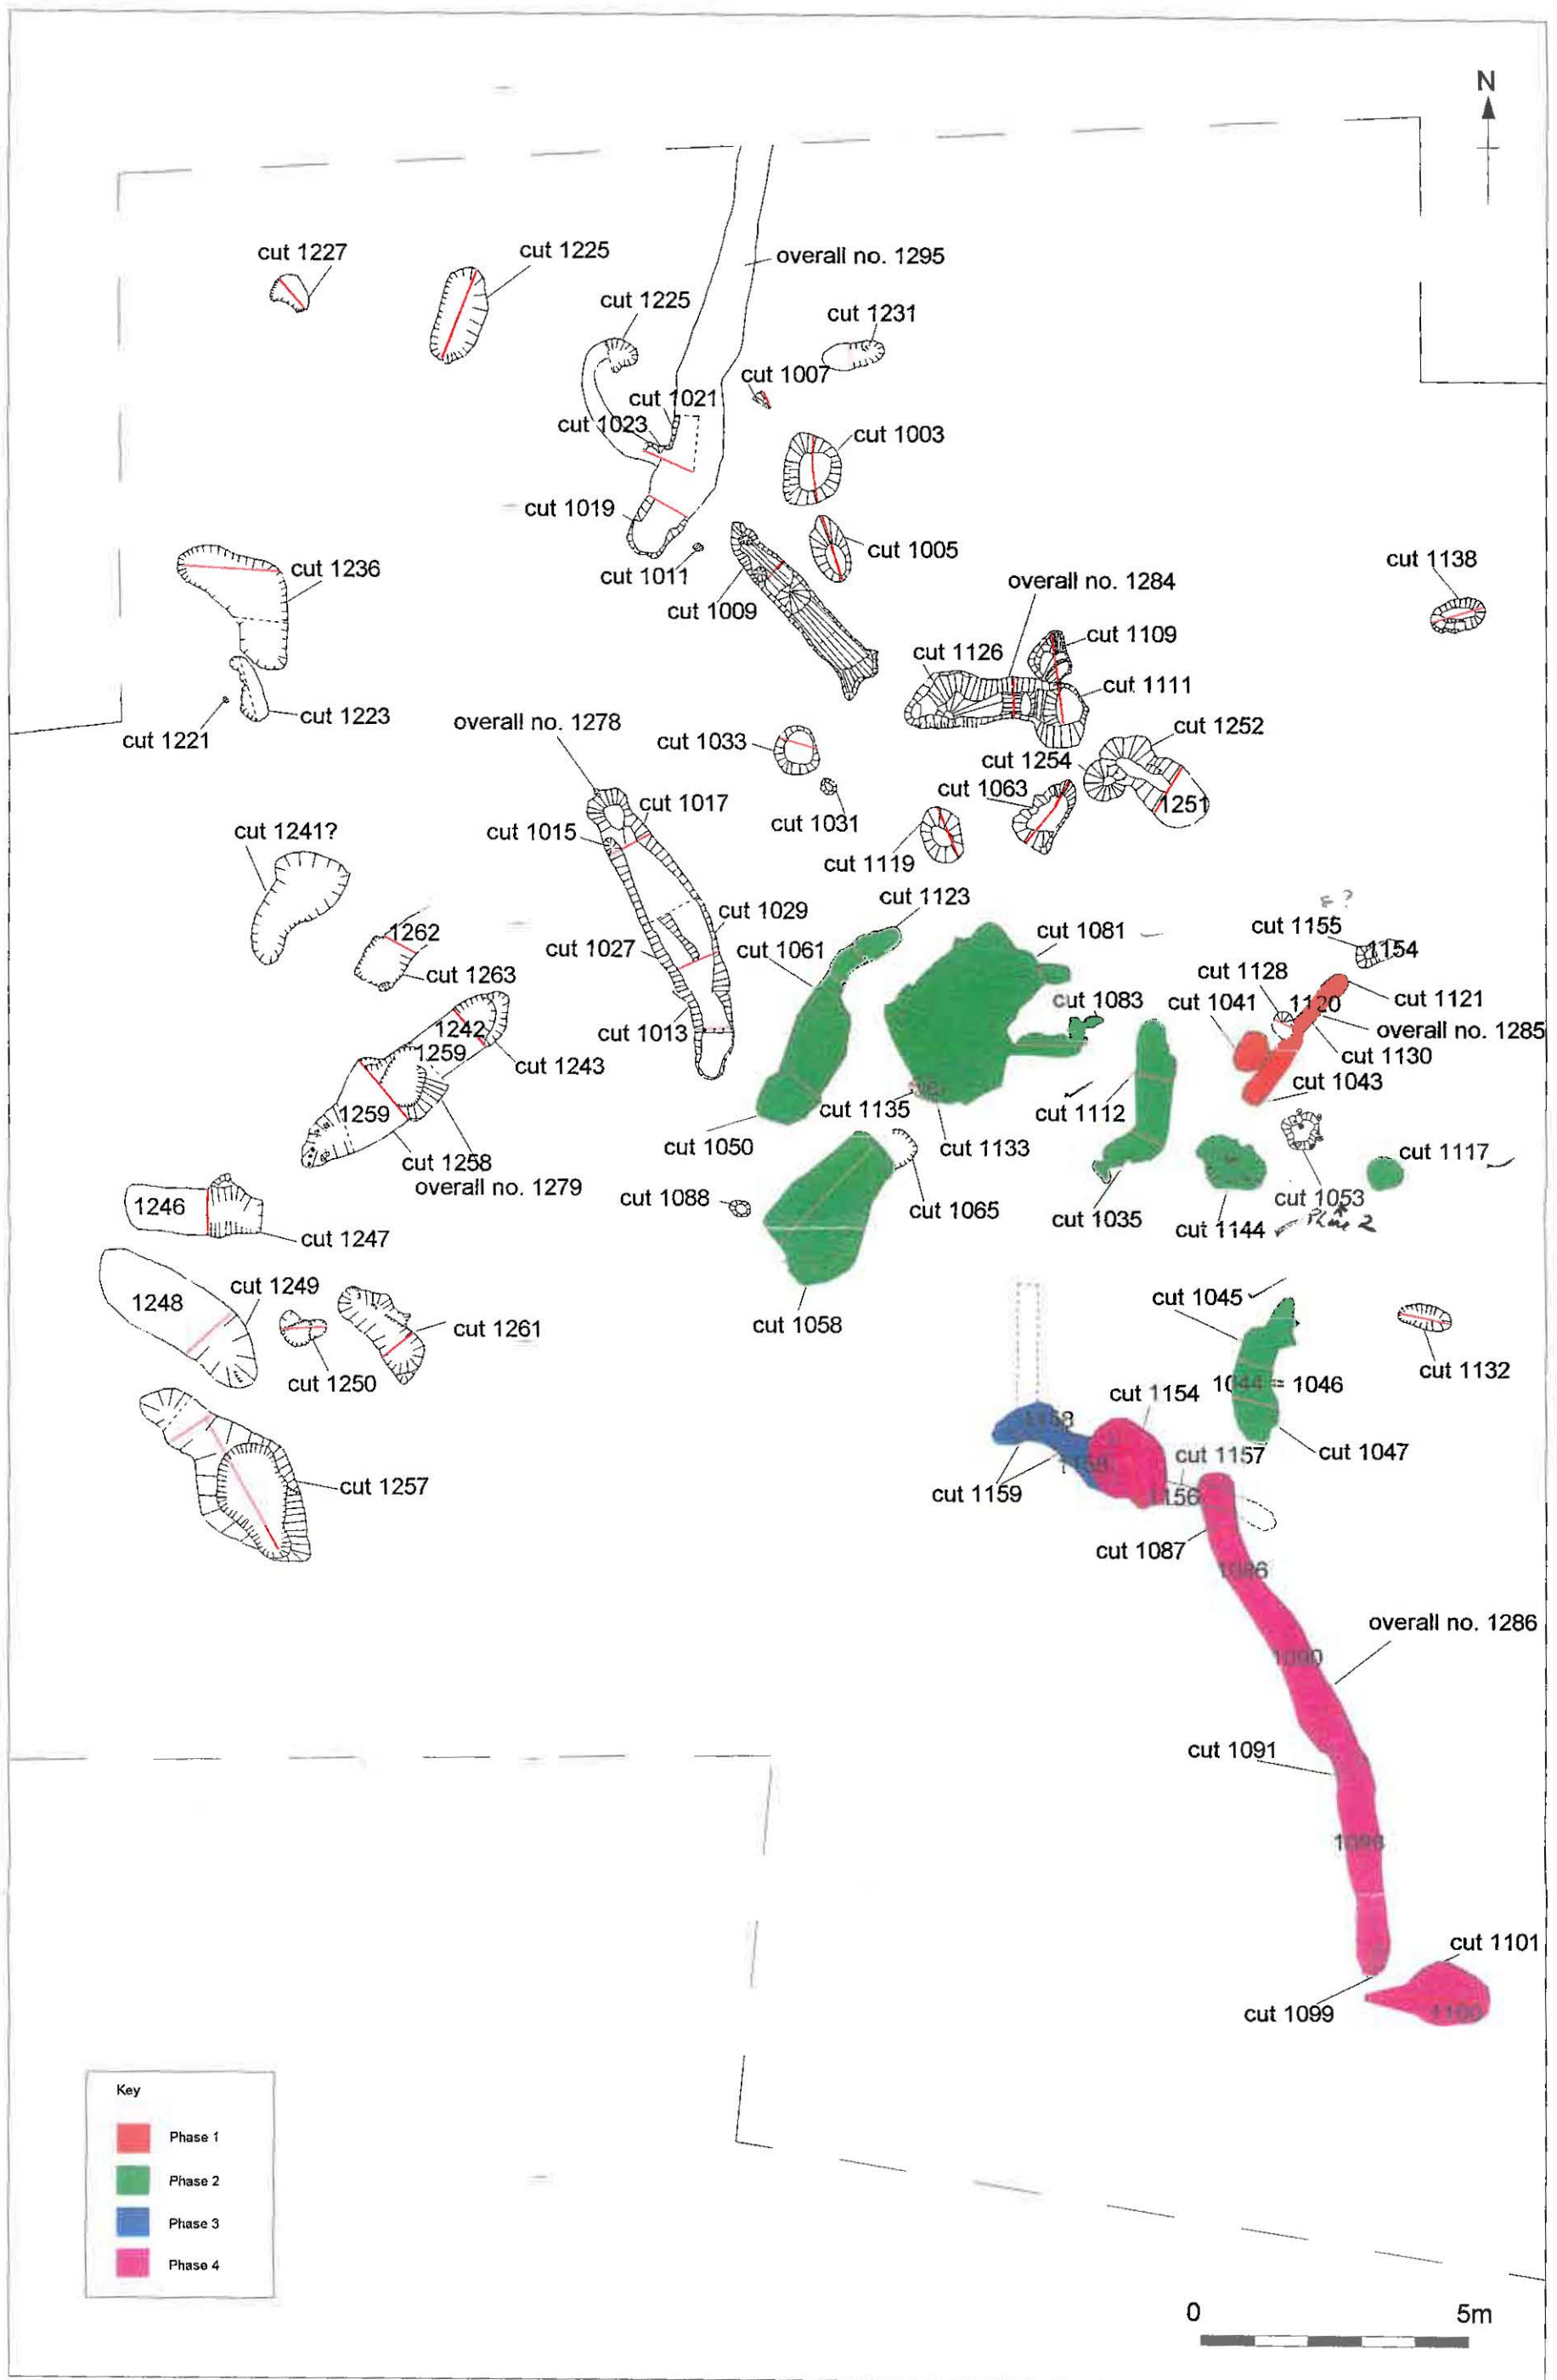 N
cut 1227
cut 1225
overall no. 1295
cut 1225
cut 1231
cut 1007
cut 1021
cut 1023
cut 1003
cut 1019
cut 1005
cut 1138
cut 1236
cut 1011
overall no. 1284
cut 1009
cut 1109
cut 1126
cut 1111
cut 1223
cut 1221
overall no. 1278
cut 1033
cut 1252
cut 1254
cut 1063
1251
cut 1017
cut 1015
cut 1031
cut 1241?
cut 1119
cut 1123
cut 1029
cut 1081
cut 1155
1154
1262
cut 1027
cut 1061
cut 1263
cut 1128
cut 1083
cut 1041
1120
cut 1121
1242
cut 1013
overall no. 1285
1259
cut 1130
cut 1243
cut 1043
1259
cut 1135
cut 1112
cut 1050
cut 1133
cut 1117
cut 1258
overall no. 1279
cut 1088
cut 1065
cut 1053
1246
cut 1035
cut 1144
Phase 2
cut 1247
cut 1249
cut 1045
1248
cut 1058
cut 1261
cut 1132
cut 1250
cut 1154
1044 = 1046
1158
cut 1157
cut 1047
1158
cut 1257
cut 1159
1156
cut 1087
1086
overall no. 1286
1090
cut 1091
1098
cut 1101
cut 1099
1100
Key
Phase 1
Phase 2
Phase 3
Phase 4
0
5m